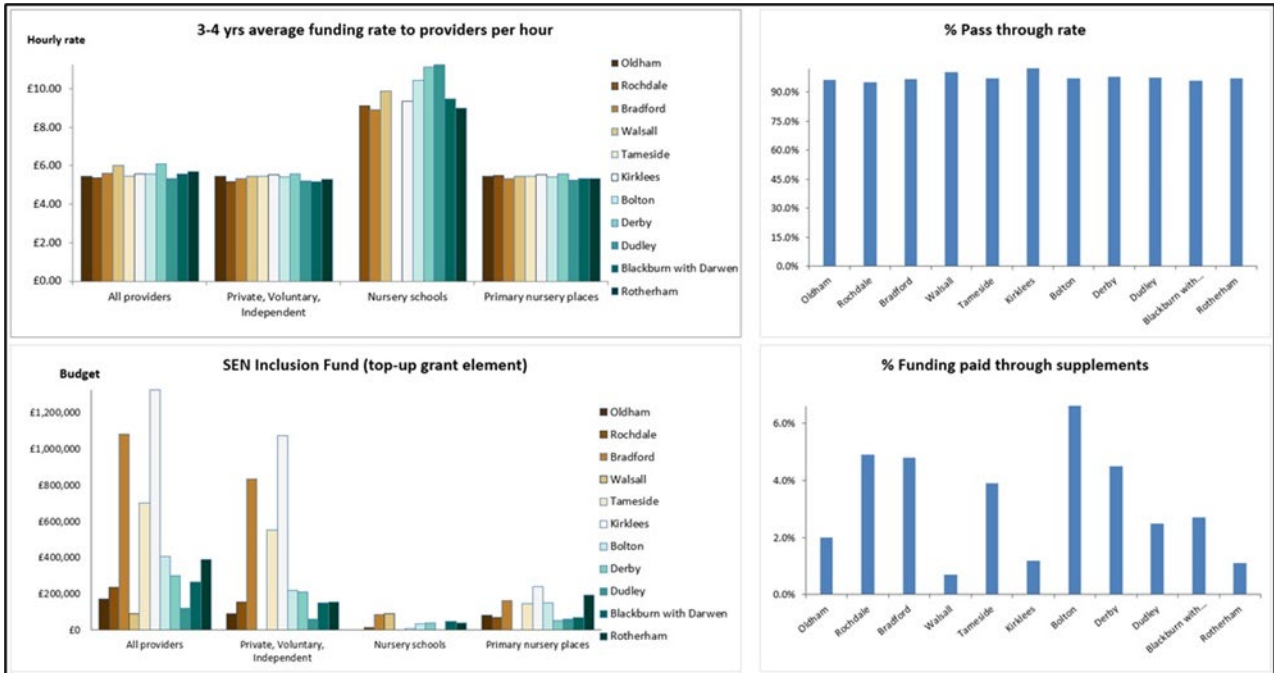 3-4 yrs average funding rate to providers per hour
Hourly rate
£10.00
£8.00
£6.00
£4.00
£2.00
£0.00
All providers
Private, Voluntary,
Independent
Nursery schools
Primary nursery places
Oldham
Rochdale
Bradford
Walsall
Tameside
Kirklees
Bolton
Derby
Dudley
Blackburn with Darwen
Rotherham
% Pass through rate
90.0%
75.0%
60.0%
45.0%
30.0%
15.0%
0.0%
Oldham
Rochdale
Bradford
Walsall
Tameside
Kirklees
Bolton
Derby
Dudley
Blackburn with...
Rotherham
SEN Inclusion Fund (top-up grant element)
Budget
£1,200,000
£1,000,000
£800,000
£600,000
£400,000
£200,000
£0
All providers
Private, Voluntary,
Independent
Nursery schools
Primary nursery places
Oldham
Rochdale
Bradford
Walsall
Tameside
Kirklees
Bolton
Derby
Dudley
Blackburn with Darwen
Rotherham
% Funding paid through supplements
6.0%
4.0%
2.0%
0.0%
Oldham
Rochdale
Bradford
Walsall
Tameside
Kirklees
Bolton
Derby
Dudley
Blackburn with...
Rotherham